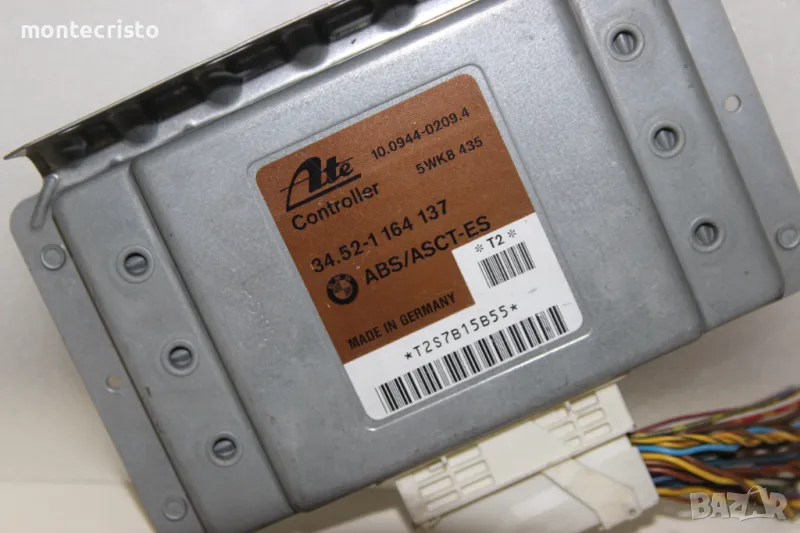 montecristo
Ate
10.0944-0209.4
Controller
5WK8 435
34.52-1 164 137
ABS/ASCT-ES
* T2 *
MADE IN GERMANY
*T2S7B15B55*
BAZAR